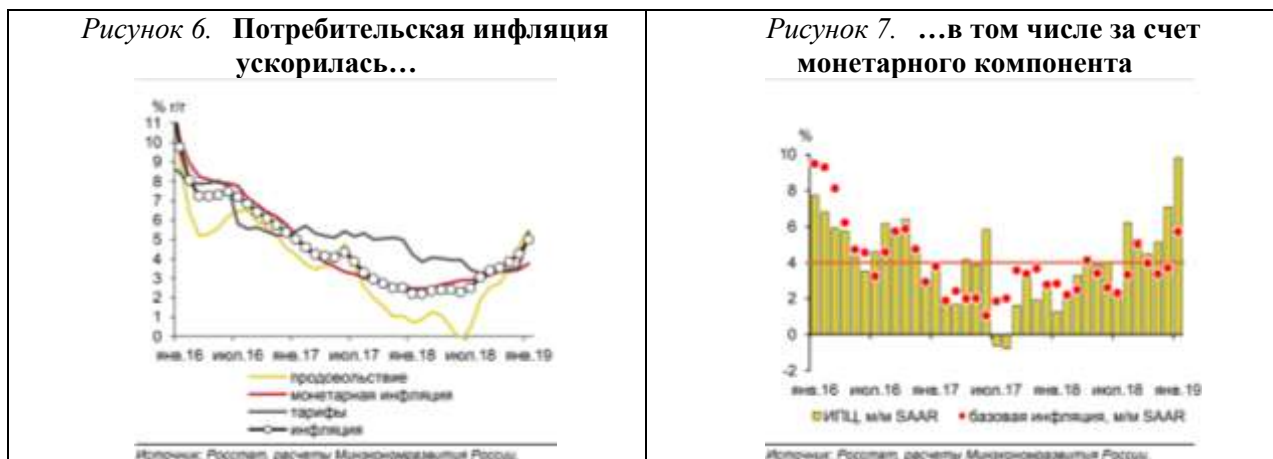 Рисунок 6. Потребительская инфляция
ускорилась…
% г/г
11
10
9
8
7
6
5
4
3
2
1
0
янв.16 июл.16 янв.17 июл.17 янв.18 июл.18 янв.19
продовольствие
монетарная инфляция
тарифы
инфляция
Источник: Росстат, расчеты Минэкономразвития России.
Рисунок 7. …в том числе за счет
монетарного компонента
%
10
8
6
4
2
0
-2
янв.16 июл.16 янв.17 июл.17 янв.18 июл.18 янв.19
ИПЦ, м/м SAAR базовая инфляция, м/м SAAR
Источник: Росстат, расчеты Минэкономразвития России.